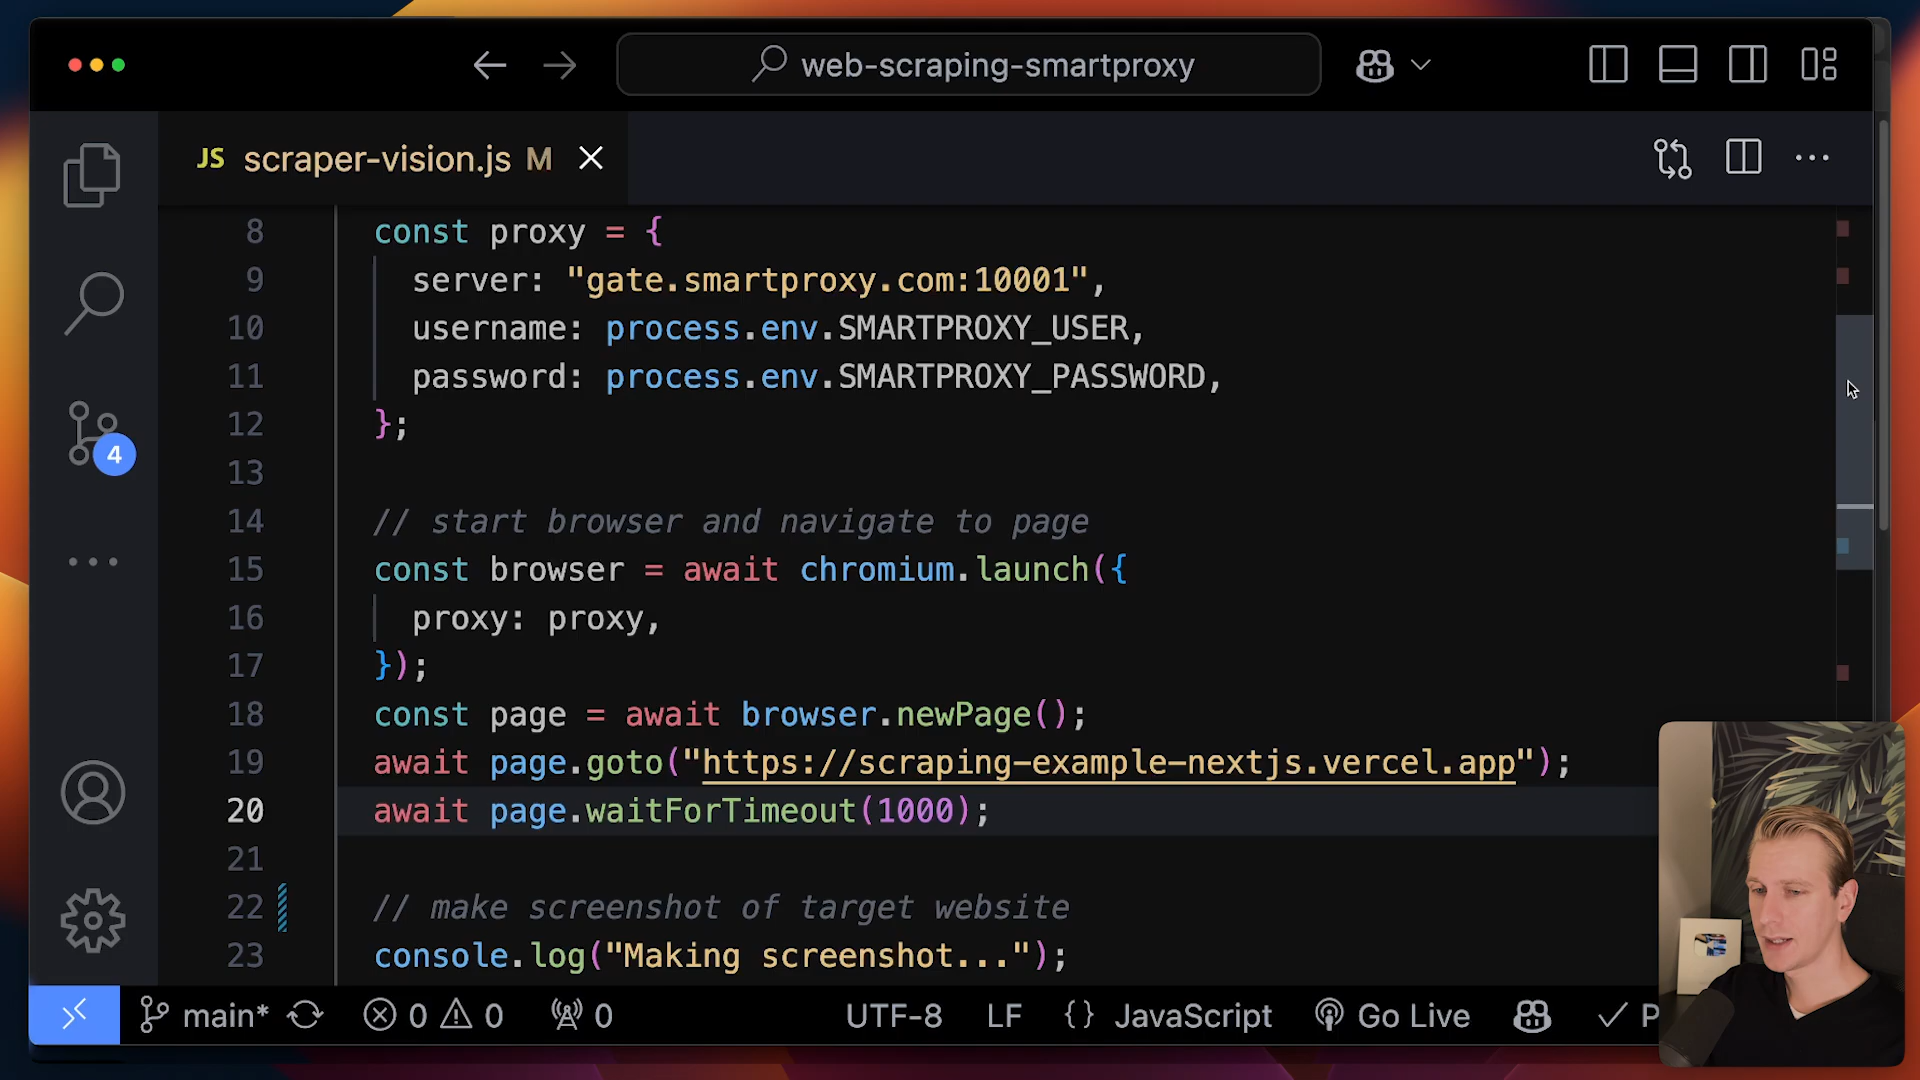 web-scraping-smartproxy
JS scraper-vision.js M
8 const proxy = {
9 server: "gate.smartproxy.com:10001",
10 username: process.env.SMARTPROXY_USER,
11 password: process.env.SMARTPROXY_PASSWORD,
12 };
13
14 // start browser and navigate to page
15 const browser = await chromium.launch({
16 proxy: proxy,
17 });
18 const page = await browser.newPage();
19 await page.goto("https://scraping-example-nextjs.vercel.app");
20 await page.waitForTimeout(1000);
21
22 // make screenshot of target website
23 console.log("Making screenshot...");
4
main* 0 0 0 UTF-8 LF {} JavaScript Go Live P